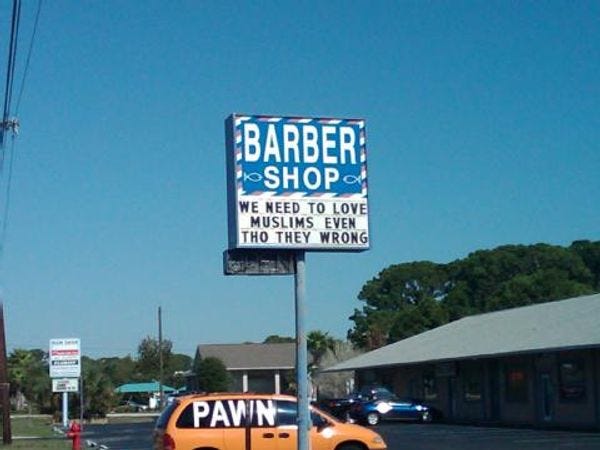 BARBER
SHOP
WE NEED TO LOVE
MUSLIMS EVEN
THO THEY WRONG
PAWN